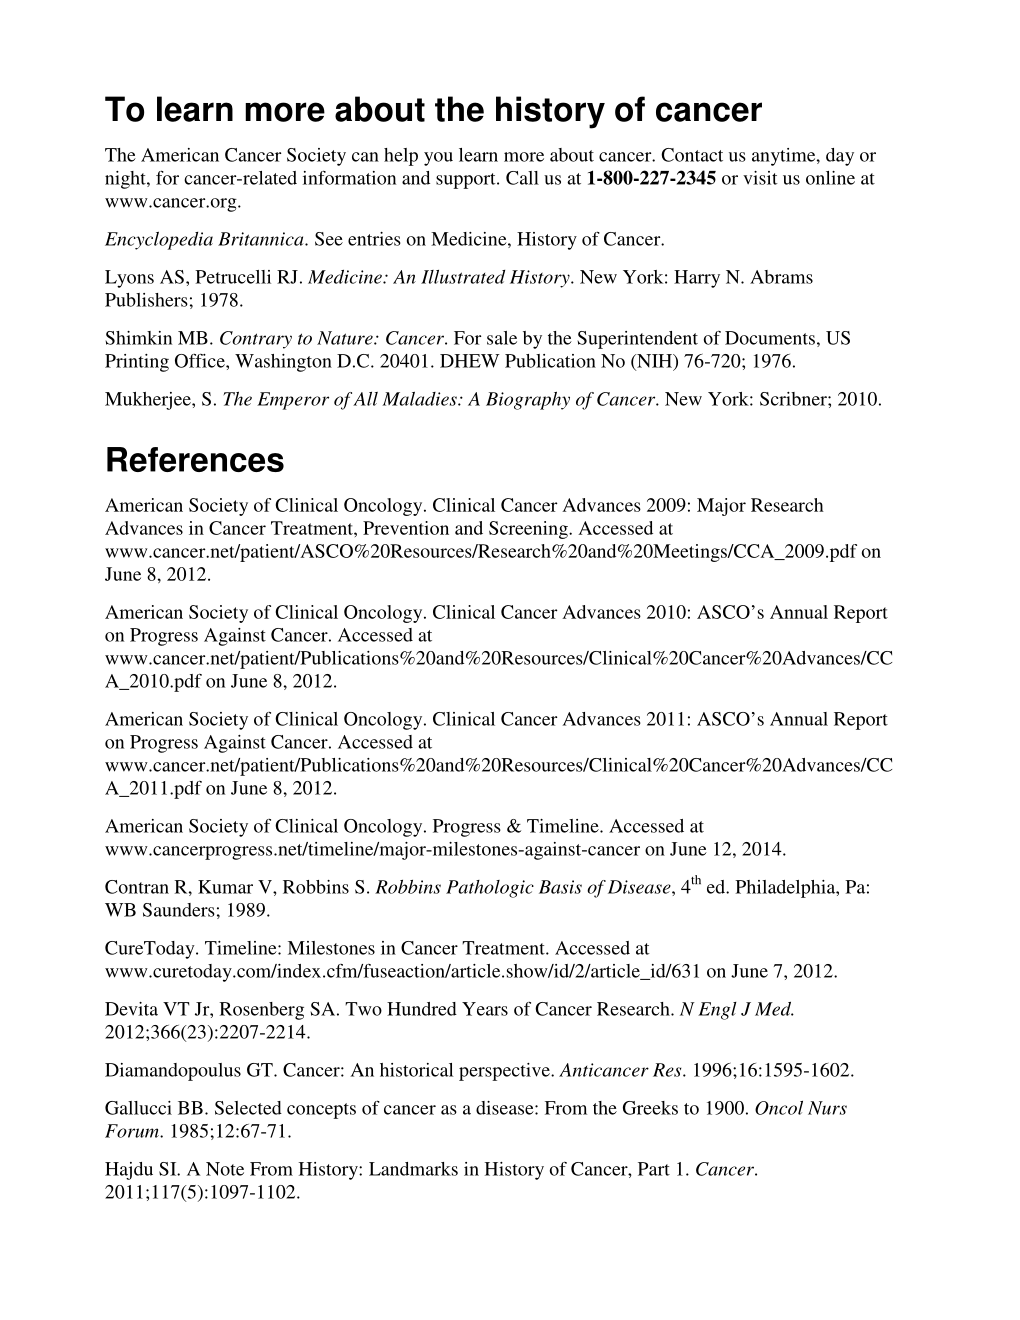 To learn more about the history of cancer
The American Cancer Society can help you learn more about cancer. Contact us anytime, day or
night, for cancer-related information and support. Call us at 1-800-227-2345 or visit us online at
www.cancer.org.
Encyclopedia Britannica. See entries on Medicine, History of Cancer.
Lyons AS, Petrucelli RJ. Medicine: An Illustrated History. New York: Harry N. Abrams
Publishers; 1978.
Shimkin MB. Contrary to Nature: Cancer. For sale by the Superintendent of Documents, US
Printing Office, Washington D.C. 20401. DHEW Publication No (NIH) 76-720; 1976.
Mukherjee, S. The Emperor of All Maladies: A Biography of Cancer. New York: Scribner; 2010.
References
American Society of Clinical Oncology. Clinical Cancer Advances 2009: Major Research
Advances in Cancer Treatment, Prevention and Screening. Accessed at
www.cancer.net/patient/ASCO%20Resources/Research%20and%20Meetings/CCA_2009.pdf on
June 8, 2012.
American Society of Clinical Oncology. Clinical Cancer Advances 2010: ASCO’s Annual Report
on Progress Against Cancer. Accessed at
www.cancer.net/patient/Publications%20and%20Resources/Clinical%20Cancer%20Advances/CC
A_2010.pdf on June 8, 2012.
American Society of Clinical Oncology. Clinical Cancer Advances 2011: ASCO’s Annual Report
on Progress Against Cancer. Accessed at
www.cancer.net/patient/Publications%20and%20Resources/Clinical%20Cancer%20Advances/CC
A_2011.pdf on June 8, 2012.
American Society of Clinical Oncology. Progress & Timeline. Accessed at
www.cancerprogress.net/timeline/major-milestones-against-cancer on June 12, 2014.
Contran R, Kumar V, Robbins S. Robbins Pathologic Basis of Disease, 4th ed. Philadelphia, Pa:
WB Saunders; 1989.
CureToday. Timeline: Milestones in Cancer Treatment. Accessed at
www.curetoday.com/index.cfm/fuseaction/article.show/id/2/article_id/631 on June 7, 2012.
Devita VT Jr, Rosenberg SA. Two Hundred Years of Cancer Research. N Engl J Med.
2012;366(23):2207-2214.
Diamandopoulus GT. Cancer: An historical perspective. Anticancer Res. 1996;16:1595-1602.
Gallucci BB. Selected concepts of cancer as a disease: From the Greeks to 1900. Oncol Nurs
Forum. 1985;12:67-71.
Hajdu SI. A Note From History: Landmarks in History of Cancer, Part 1. Cancer.
2011;117(5):1097-1102.